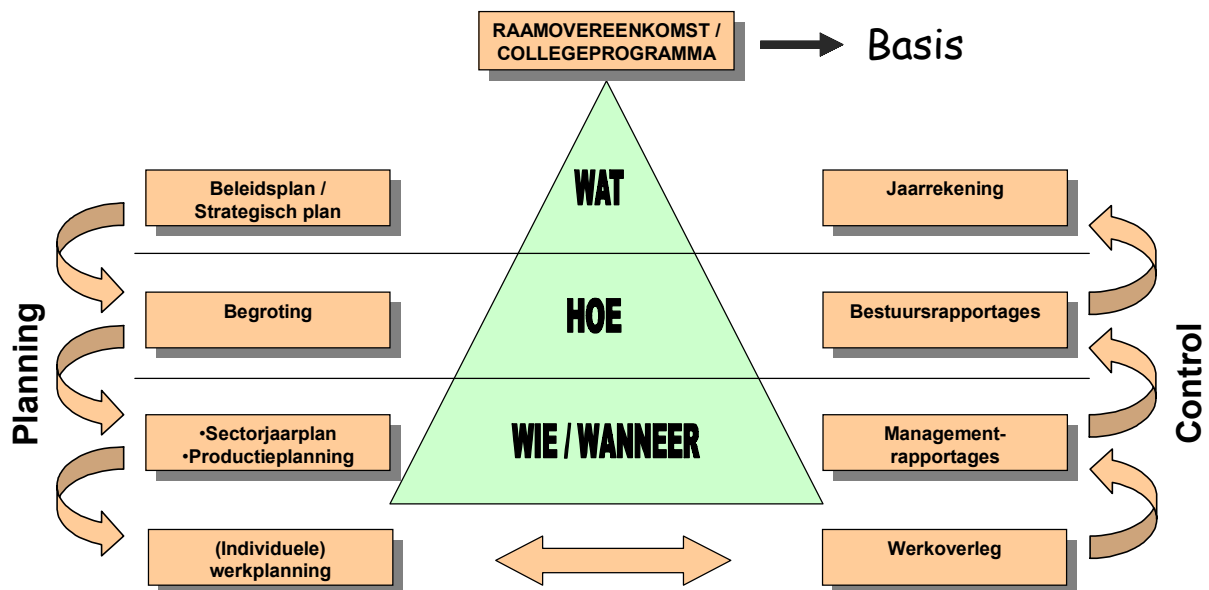 RAAMOVEREENKOMST /
COLLEGEPROGRAMMA
Basis
WAT
Beleidsplan /
Strategisch plan
Jaarrekening
Planning
Begroting
HOE
Bestuursrapportages
Control
•Sectorjaarplan
•Productieplanning
WIE / WANNEER
Management-
rapportages
(Individuele)
werkplanning
Werkoverleg